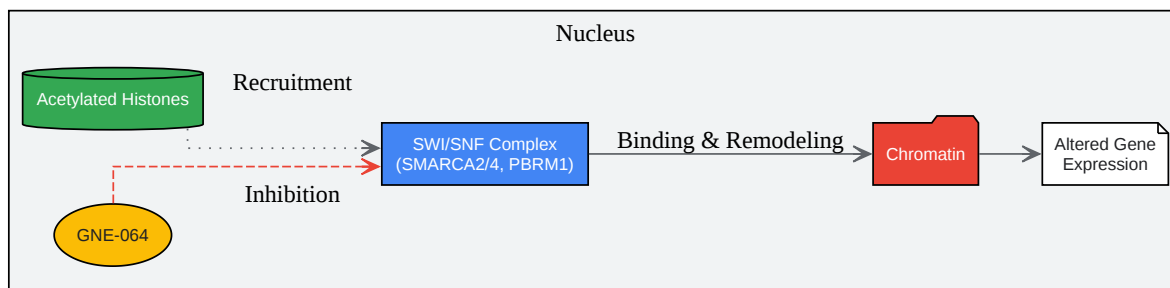 Nucleus
Recruitment
Acetylated Histones
SWI/SNF Complex
(SMARCA2/4, PBRM1)
Binding & Remodeling
Chromatin
Altered Gene
Expression
Inhibition
GNE-064